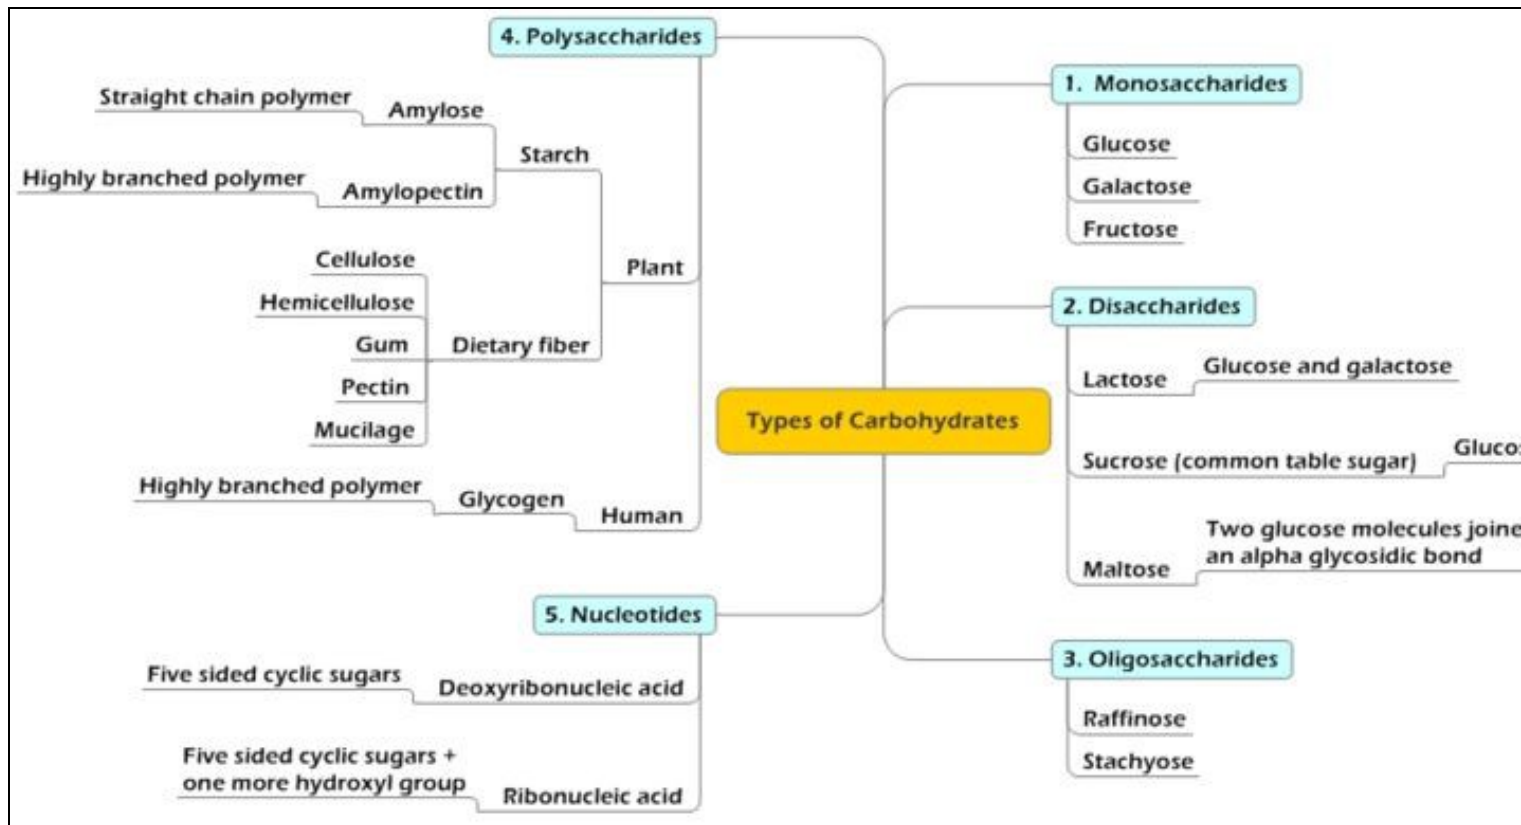 Types of Carbohydrates
1. Monosaccharides
Glucose
Galactose
Fructose
2. Disaccharides
Lactose
Glucose and galactose
Sucrose (common table sugar)
Maltose
Two glucose molecules
an alpha glycosidic bond
3. Oligosaccharides
Raffinose
Stachyose
4. Polysaccharides
Plant
Starch
Amylose
Straight chain polymer
Amylopectin
Highly branched polymer
Dietary fiber
Cellulose
Hemicellulose
Gum
Pectin
Mucilage
Human
Glycogen
Highly branched polymer
5. Nucleotides
Deoxyribonucleic acid
Five sided cyclic sugars
Ribonucleic acid
Five sided cyclic sugars +
one more hydroxyl group